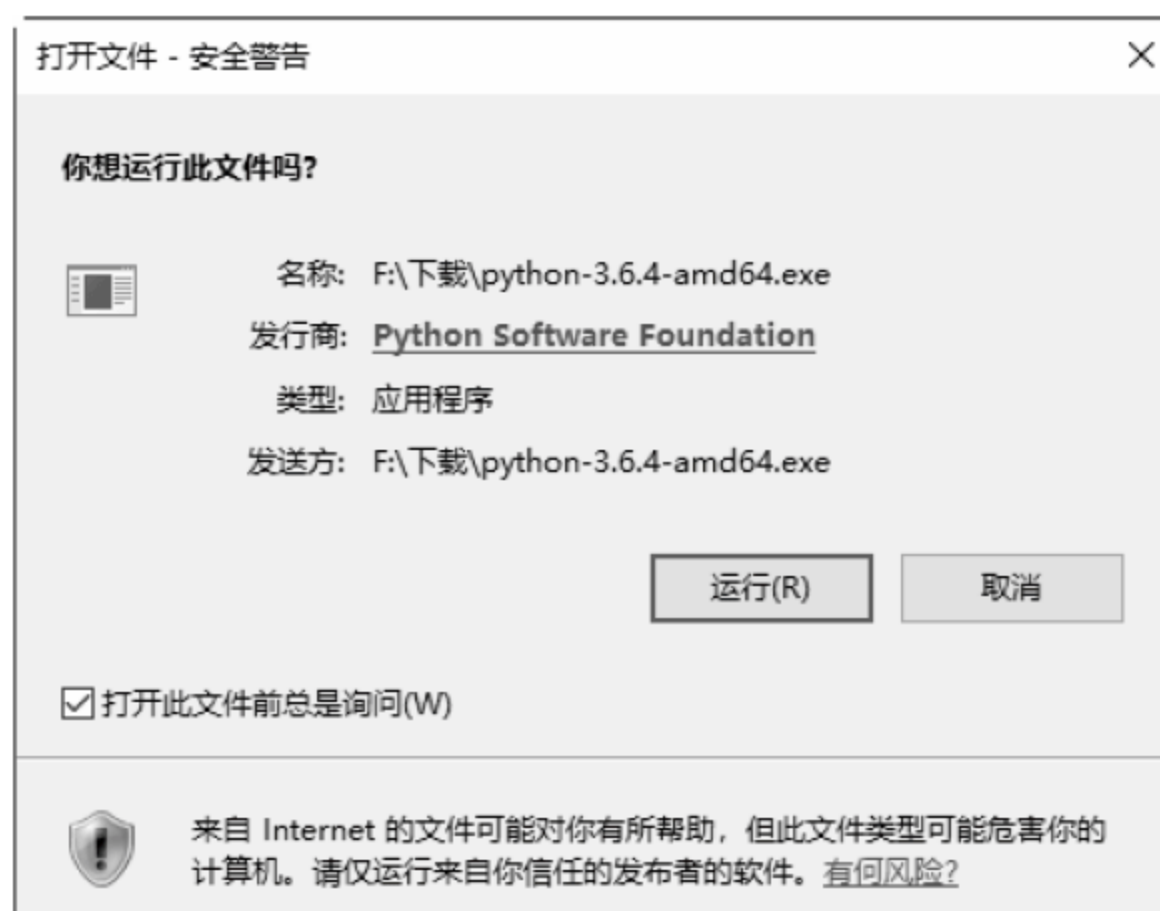 打开文件 - 安全警告
你想运行此文件吗?
名称: F:\下载\python-3.6.4-amd64.exe
发行商: Python Software Foundation
类型: 应用程序
发送方: F:\下载\python-3.6.4-amd64.exe
运行(R) 取消
打开此文件前总是询问(W)
来自 Internet 的文件可能对你有所帮助，但此文件类型可能危害你的
计算机。请仅运行来自你信任的发布者的软件。有何风险?